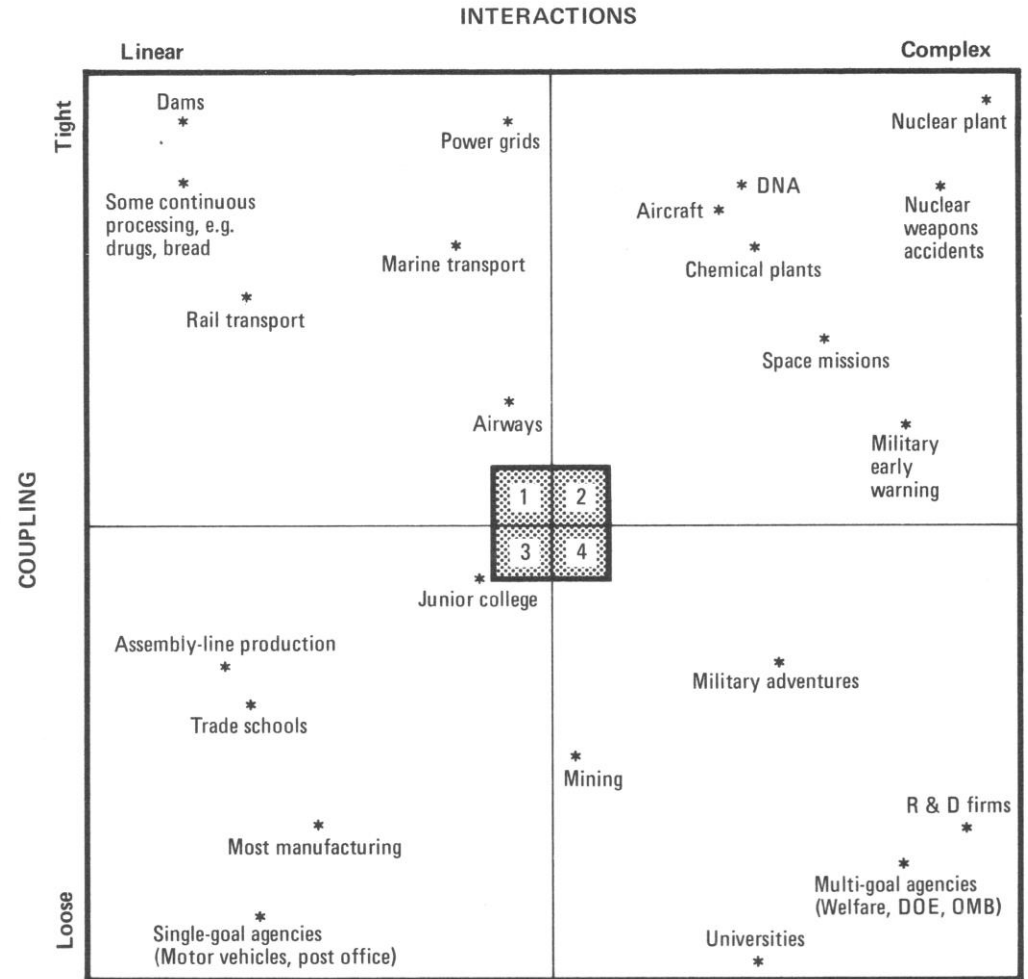 INTERACTIONS
Linear
Complex
COUPLING
Tight
Loose
Dams
Some continuous
processing, e.g.
drugs, bread
Rail transport
Power grids
Marine transport
Airways
Nuclear plant
DNA
Aircraft
Nuclear
weapons
accidents
Chemical plants
Space missions
Military
early
warning
1
2
3
4
Junior college
Assembly-line production
Trade schools
Most manufacturing
Single-goal agencies
(Motor vehicles, post office)
Military adventures
Mining
R & D firms
Multi-goal agencies
(Welfare, DOE, OMB)
Universities